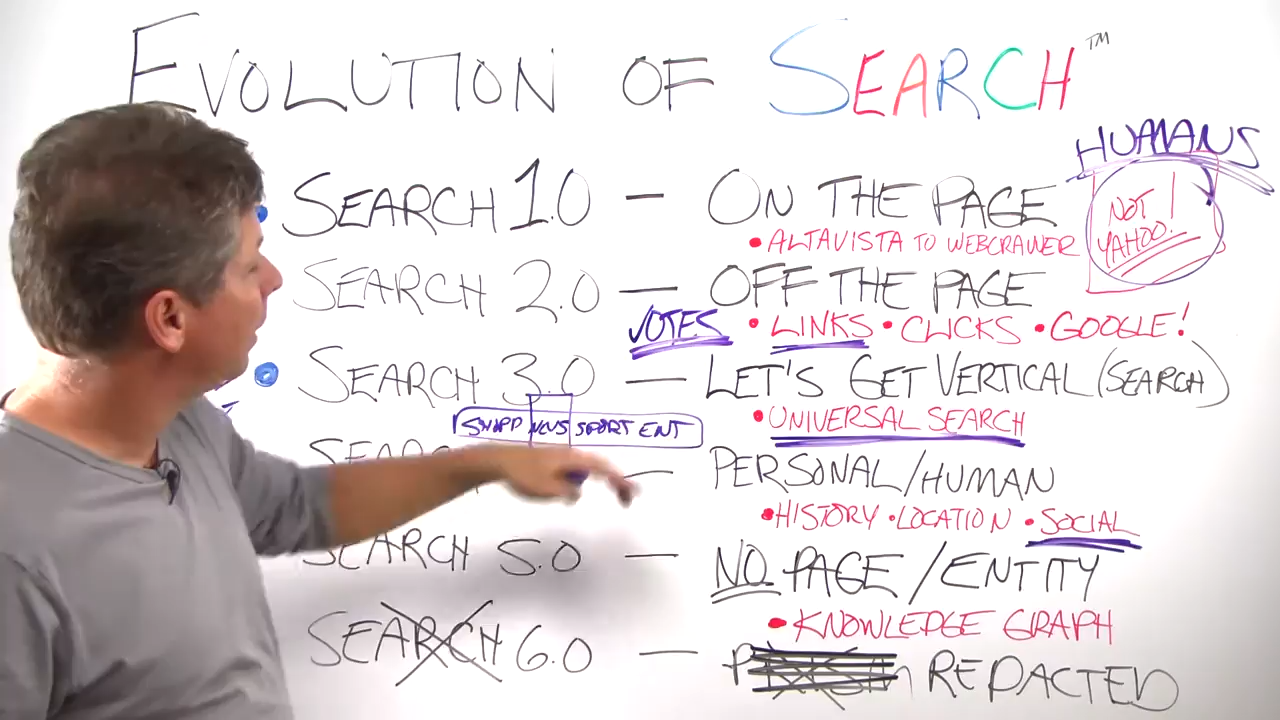 EVOLUTION OF SEARCH™
HUMANS
SEARCH 1.0 — ON THE PAGE
NOT YAHOO!
• ALTAVISTA TO WEBCRAWER
SEARCH 2.0 — OFF THE PAGE
VOTES • LINKS • CLICKS • GOOGLE!
SEARCH 3.0 — LET'S GET VERTICAL (SEARCH)
NEWS SPORT ENT • UNIVERSAL SEARCH
SEARCH — PERSONAL/HUMAN
• HISTORY • LOCATION • SOCIAL
SEARCH 5.0 — NO PAGE/ENTITY
• KNOWLEDGE GRAPH
SEARCH 6.0 — REDACTED